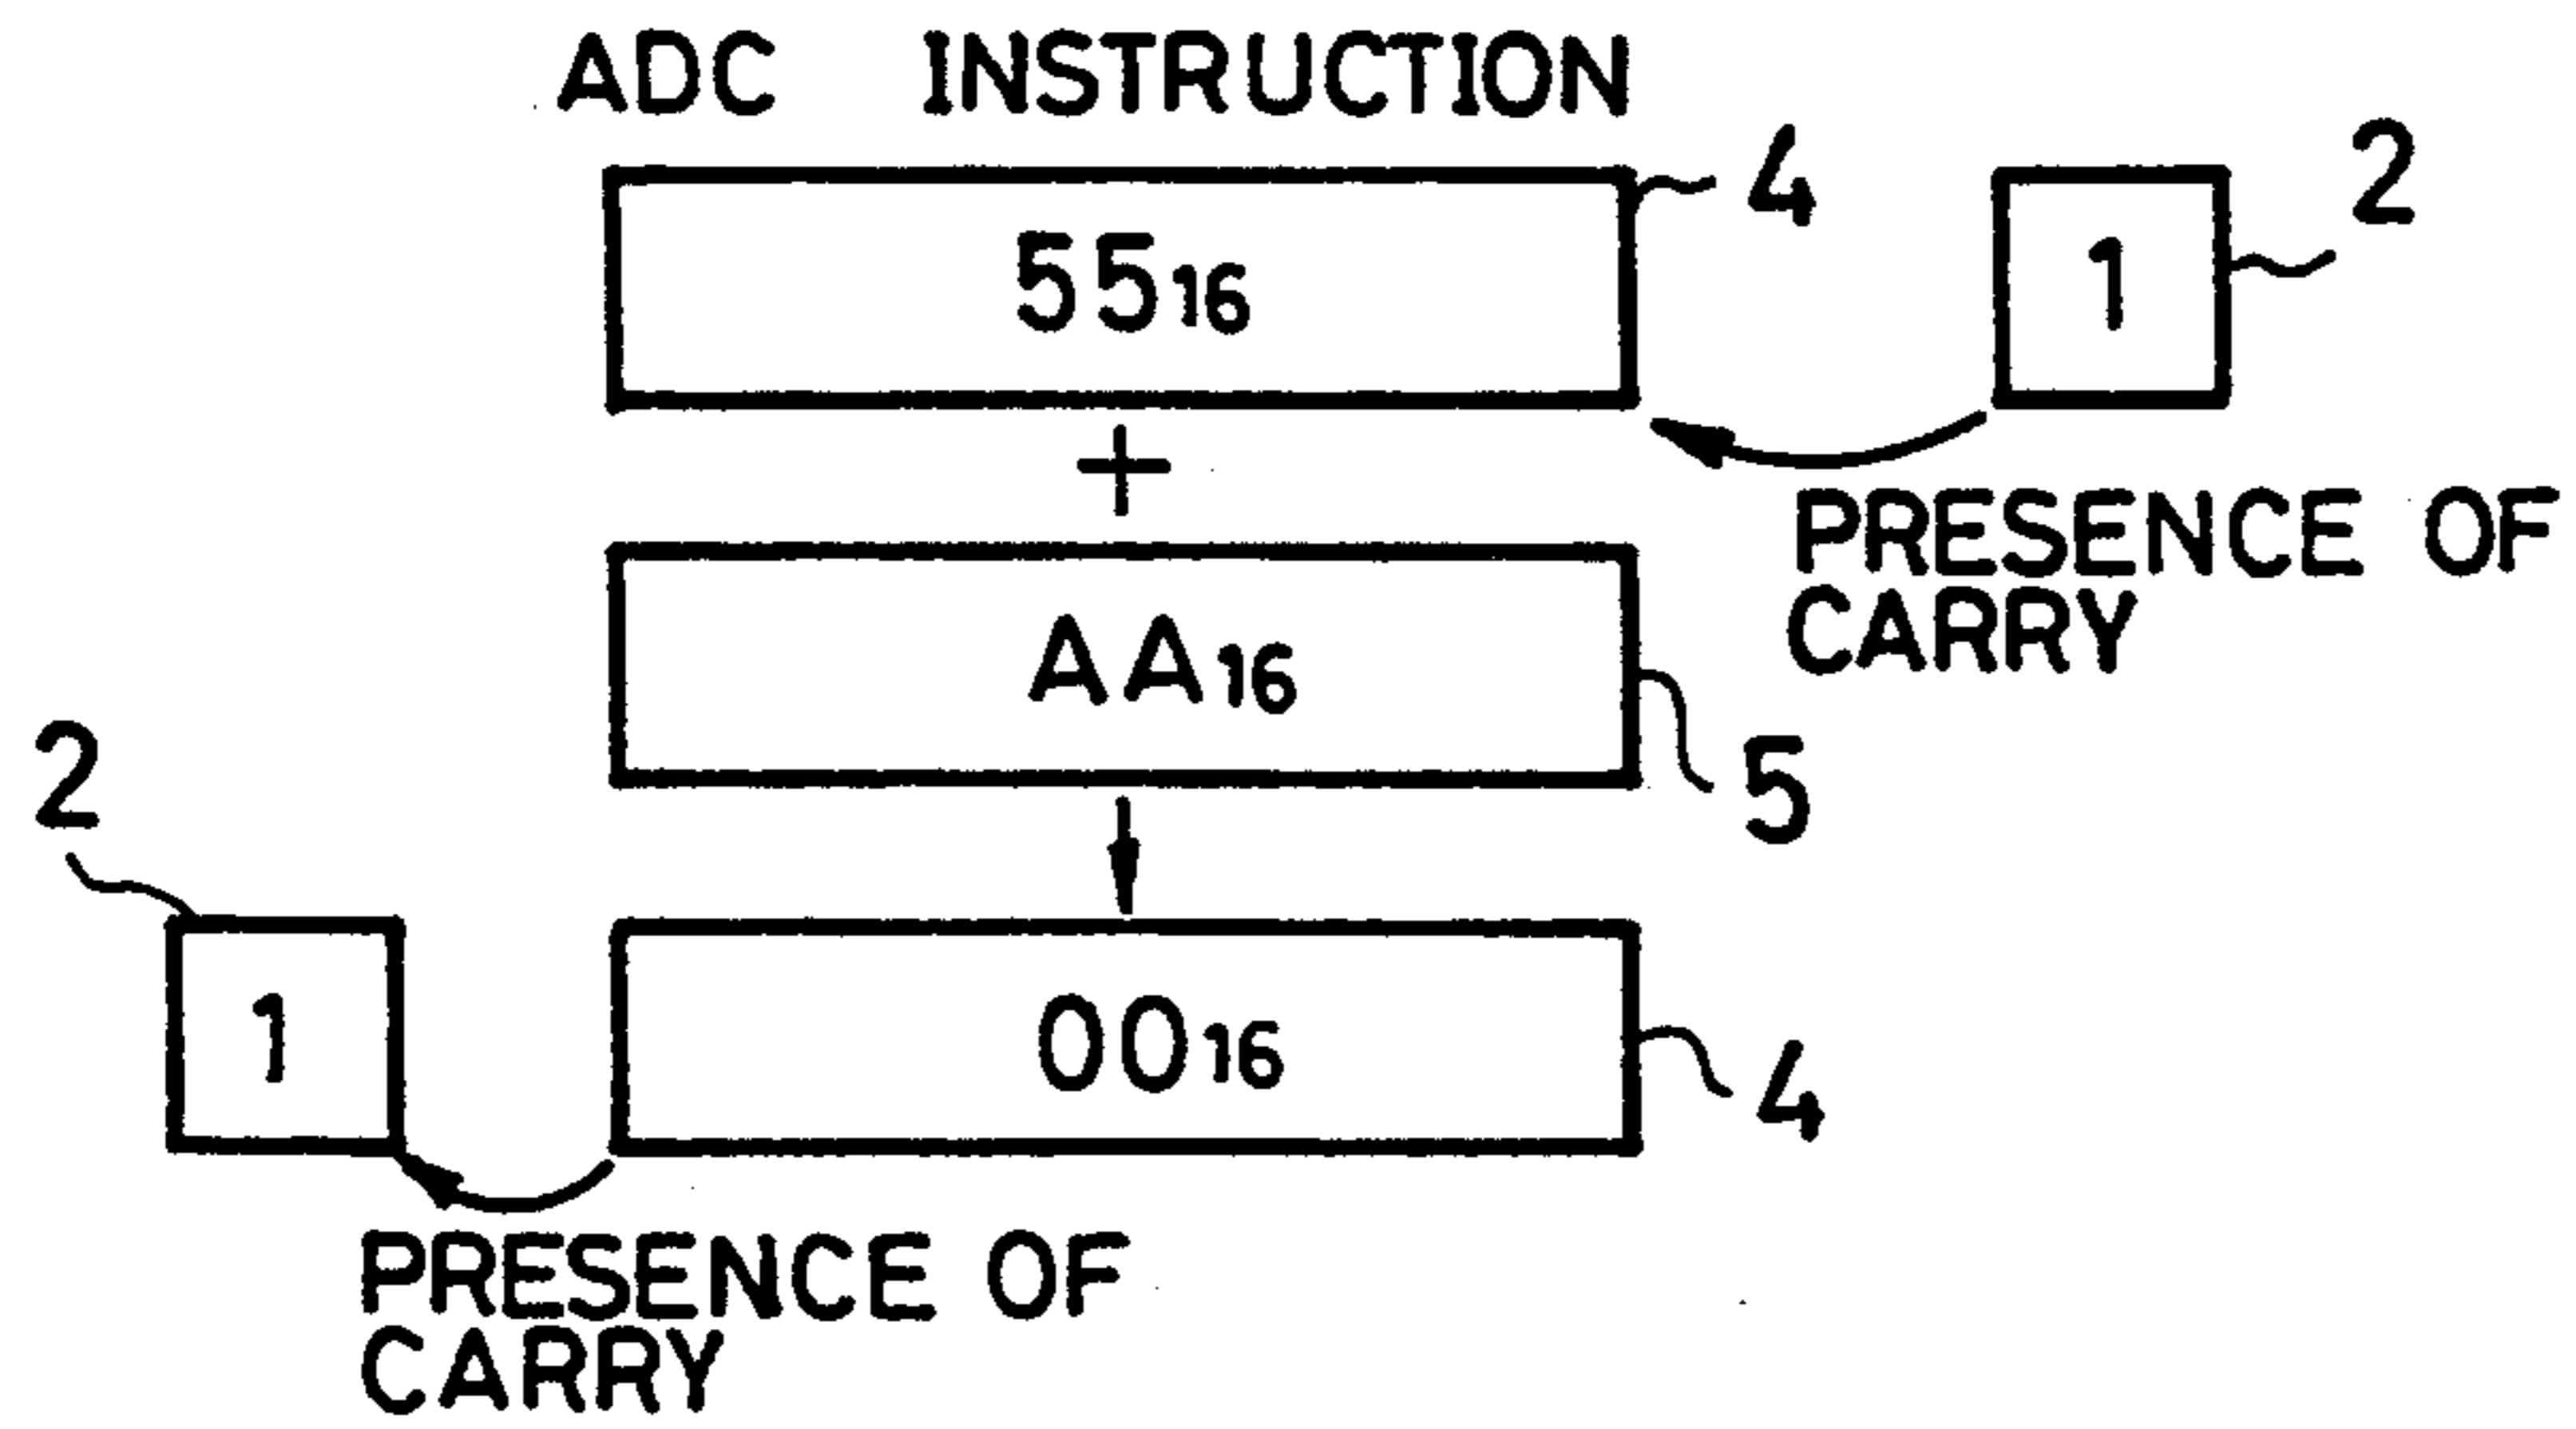 ADC INSTRUCTION
4
2
55₁₆
1
+
PRESENCE OF
CARRY
AA₁₆
5
2
1
00₁₆
4
PRESENCE OF
CARRY